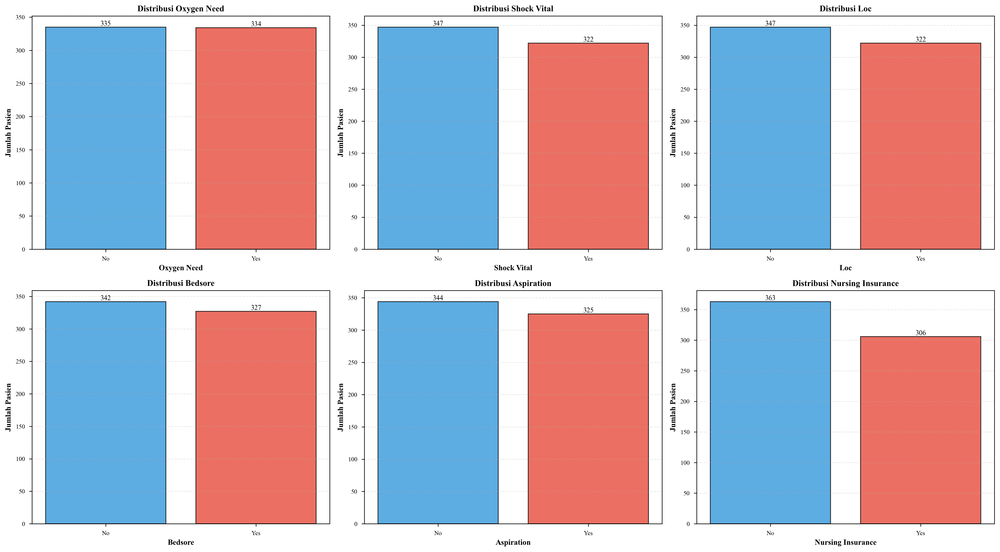 Distribusi Oxygen Need
350
300
250
200
150
100
50
0
Jumlah Pasien
335
334
No
Yes
Oxygen Need
Distribusi Shock Vital
350
300
250
200
150
100
50
0
Jumlah Pasien
347
322
No
Yes
Shock Vital
Distribusi Loc
350
300
250
200
150
100
50
0
Jumlah Pasien
347
322
No
Yes
Loc
Distribusi Bedsore
350
300
250
200
150
100
50
0
Jumlah Pasien
342
327
No
Yes
Bedsore
Distribusi Aspiration
350
300
250
200
150
100
50
0
Jumlah Pasien
344
325
No
Yes
Aspiration
Distribusi Nursing Insurance
350
300
250
200
150
100
50
0
Jumlah Pasien
363
306
No
Yes
Nursing Insurance